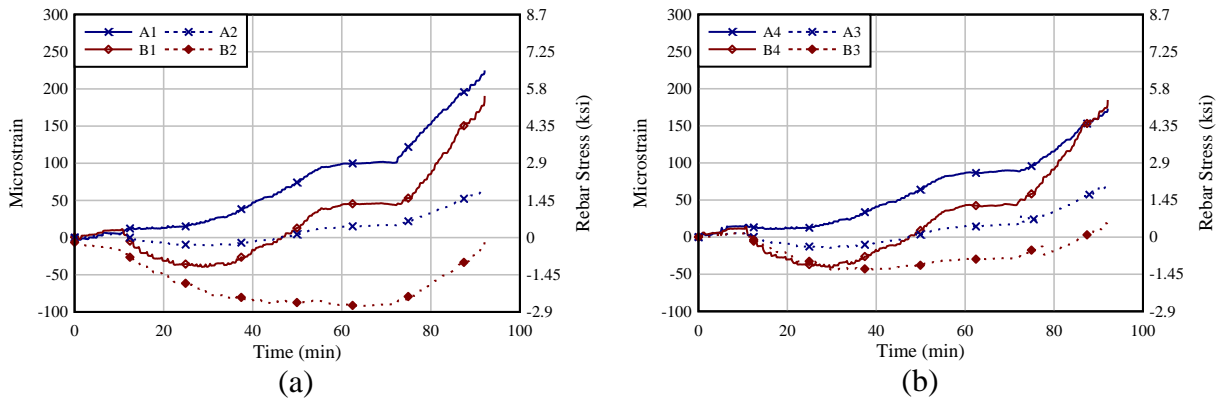 300
250
200
150
100
50
0
-50
-100
Microstrain
A1 A2
B1 B2
8.7
7.25
5.8
4.35
2.9
1.45
0
-1.45
-2.9
Rebar Stress (ksi)
0 20 40 60 80 100
Time (min)
(a)
300
250
200
150
100
50
0
-50
-100
Microstrain
A4 A3
B4 B3
8.7
7.25
5.8
4.35
2.9
1.45
0
-1.45
-2.9
Rebar Stress (ksi)
0 20 40 60 80 100
Time (min)
(b)